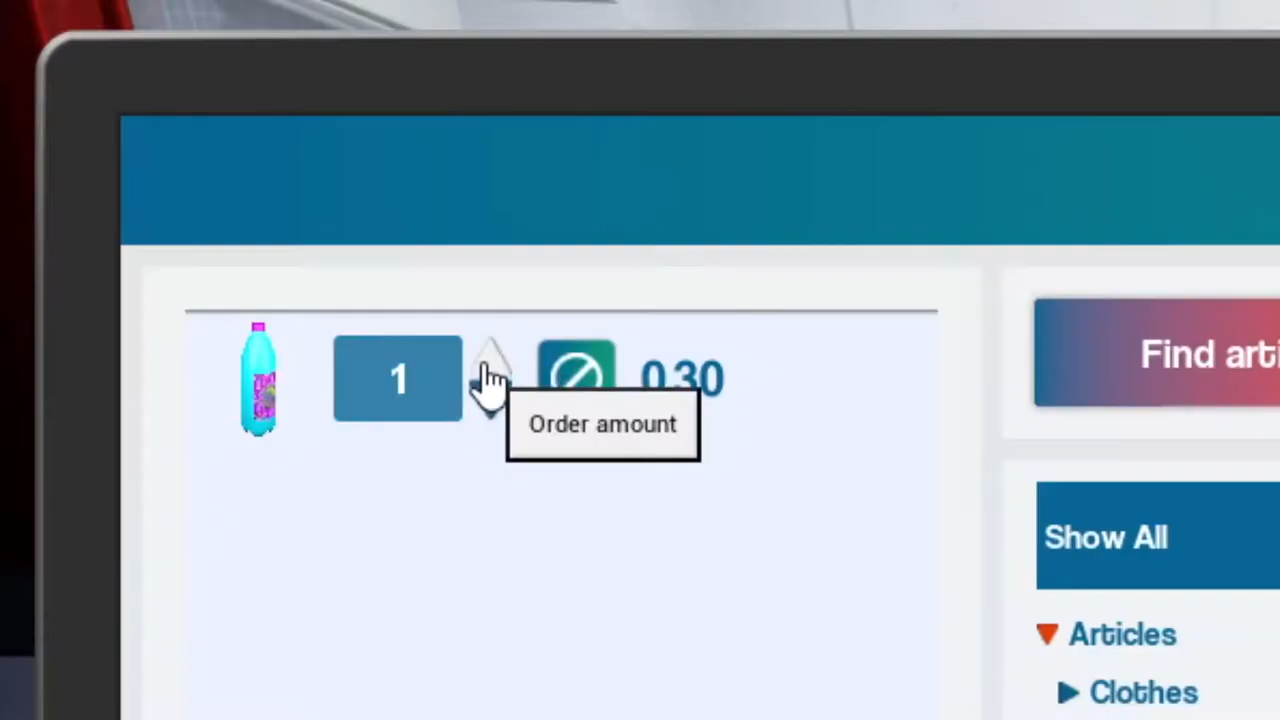 1
0.30
Order amount
Find arti
Show All
Articles
Clothes